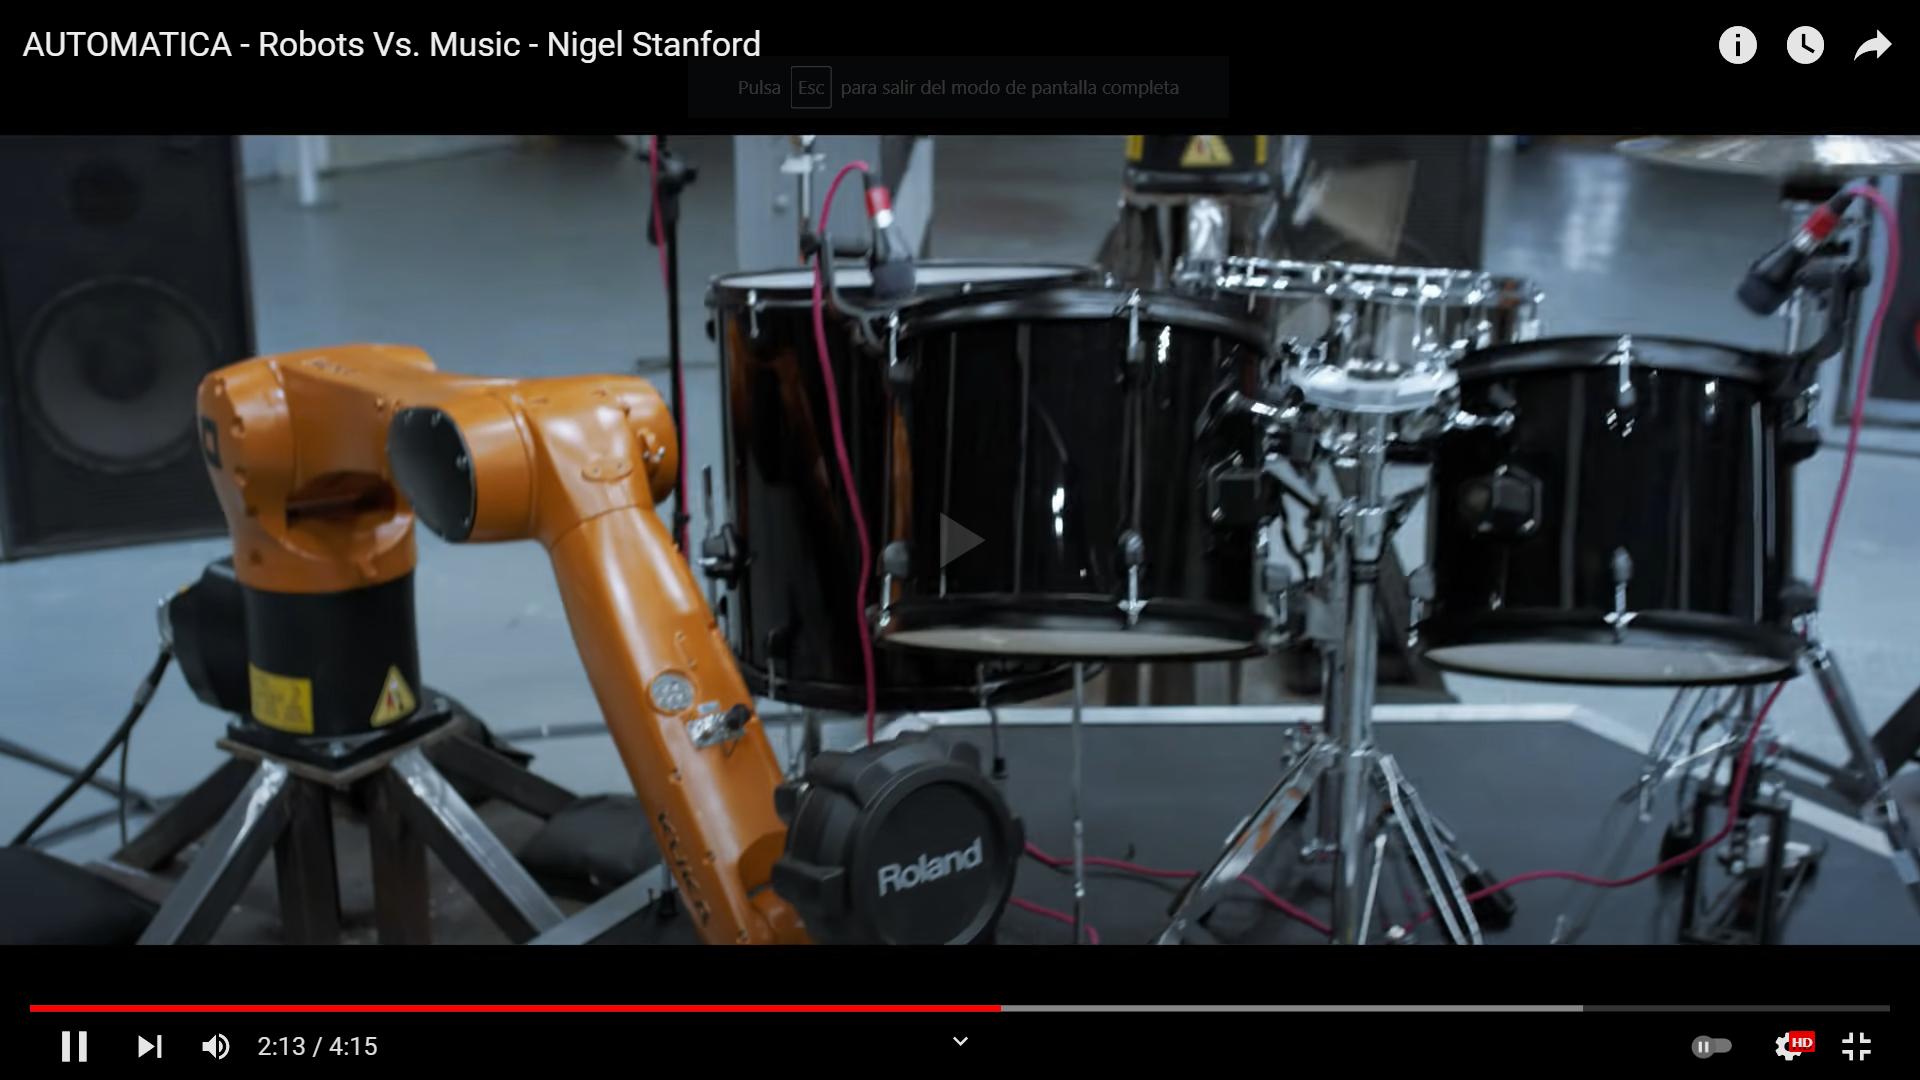 AUTOMATICA - Robots Vs. Music - Nigel Stanford
Pulsa Esc para salir del modo de pantalla completa
Roland
KUKA
2:13 / 4:15
HD